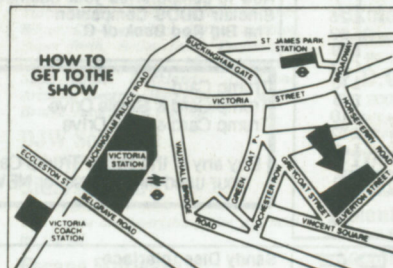 HOW TO
GET TO THE
SHOW
ST JAMES PARK
STATION
BUCKINGHAM GATE
BROADWAY
BUCKINGHAM PALACE ROAD
VICTORIA STREET
HORSEFERRY ROAD
ECCLESTON ST
VICTORIA
STATION
VAUXHALL BRIDGE
ROAD
GREEN COAT P
ROCHESTER ROW
GREYCOAT STREET
ELVERTON STREET
VINCENT SQUARE
BELGRAVE ROAD
VICTORIA
COACH
STATION